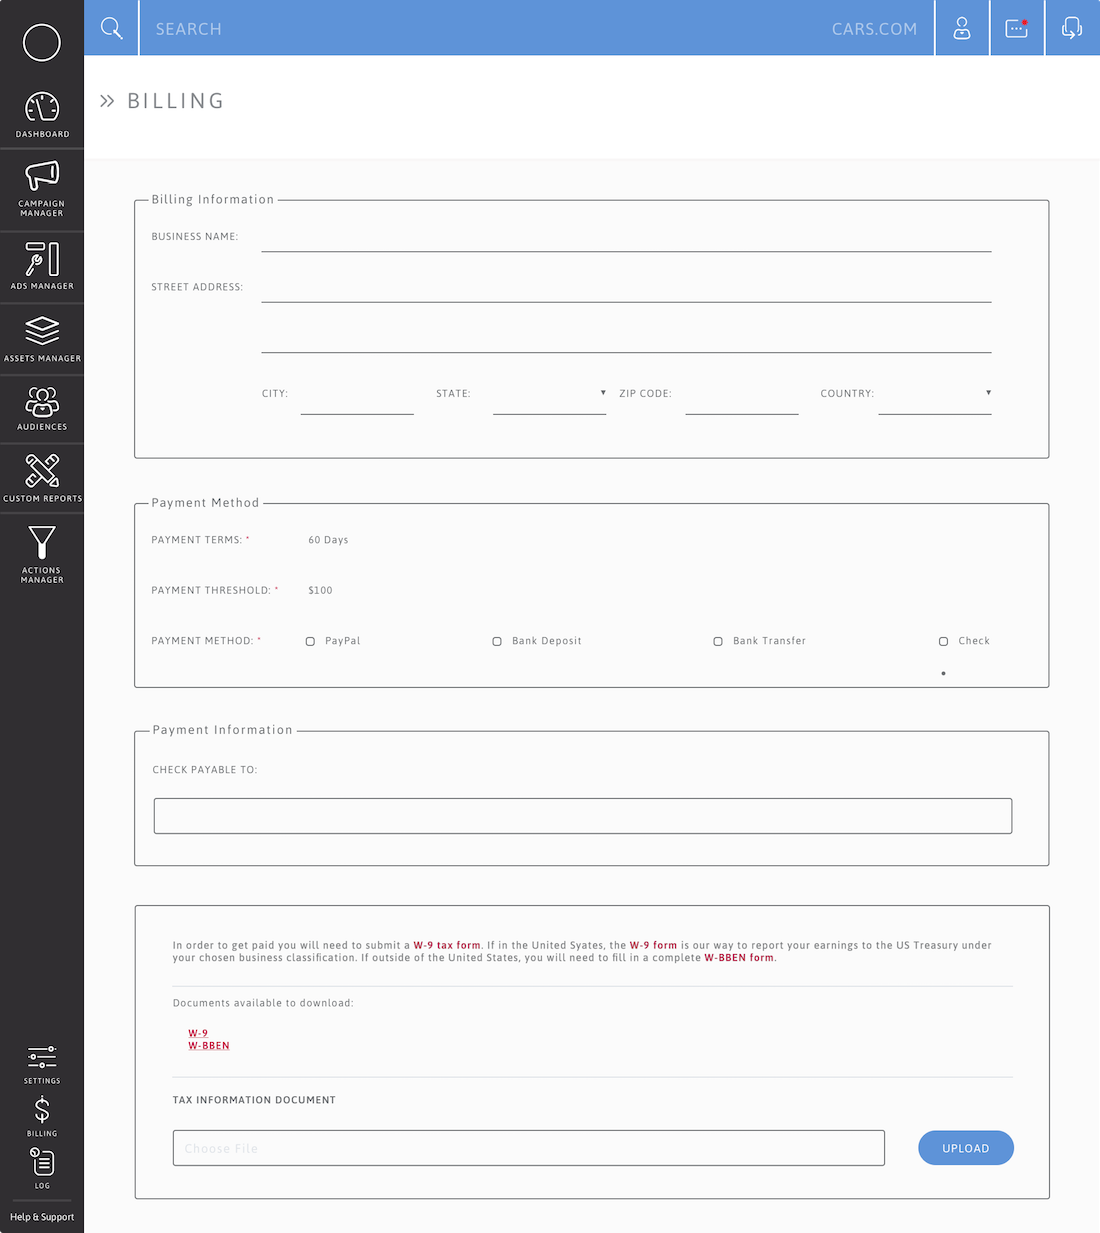 SEARCH
CARS.COM
BILLING
DASHBOARD
CAMPAIGN
MANAGER
ADS MANAGER
ASSETS MANAGER
AUDIENCES
CUSTOM REPORTS
ACTIONS
MANAGER
SETTINGS
BILLING
LOG
Help & Support
Billing Information
BUSINESS NAME:
STREET ADDRESS:
CITY: STATE: ZIP CODE: COUNTRY:
Payment Method
PAYMENT TERMS: * 60 Days
PAYMENT THRESHOLD: * $100
PAYMENT METHOD: * PayPal Bank Deposit Bank Transfer Check
Payment Information
CHECK PAYABLE TO:
In order to get paid you will need to submit a W-9 tax form. If in the United Syates, the W-9 form is our way to report your earnings to the US Treasury under
your chosen business classification. If outside of the United States, you will need to fill in a complete W-BBEN form.
Documents available to download:
W-9
W-BBEN
TAX INFORMATION DOCUMENT
Choose File
UPLOAD